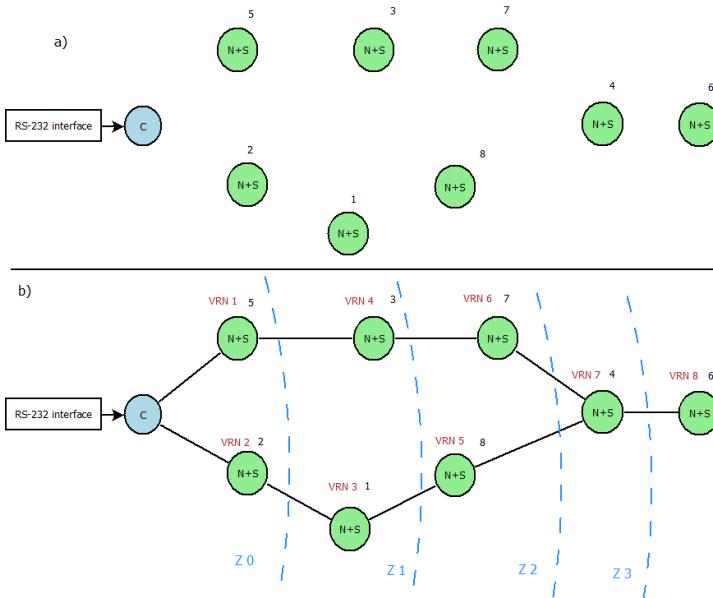 a)
5
3
7
N+S
N+S
N+S
4
6
RS-232 interface
C
N+S
N+S
2
8
N+S
N+S
1
N+S
b)
VRN 1 5
VRN 4 3
VRN 6 7
N+S
N+S
N+S
VRN 7 4
VRN 8 6
RS-232 interface
C
N+S
N+S
VRN 2 2
VRN 5 8
N+S
N+S
VRN 3 1
N+S
Z 0
Z 1
Z 2
Z 3